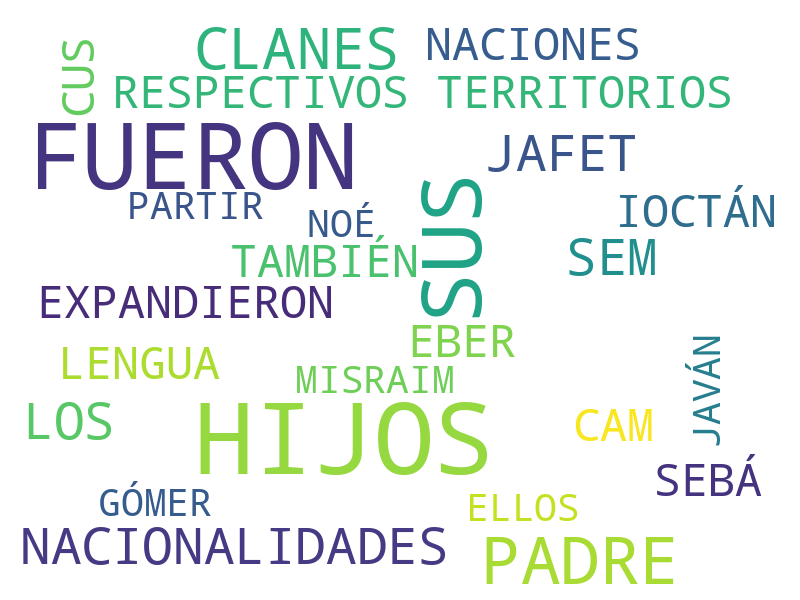 CUS
CLANES
NACIONES
RESPECTIVOS
TERRITORIOS
FUERON
JAFET
PARTIR
NOÉ
SUS
IOCTÁN
TAMBIÉN
SEM
EXPANDIERON
EBER
LENGUA
MISRAIM
JAVÁN
LOS
HIJOS
CAM
SEBÁ
GÓMER
ELLOS
NACIONALIDADES
PADRE